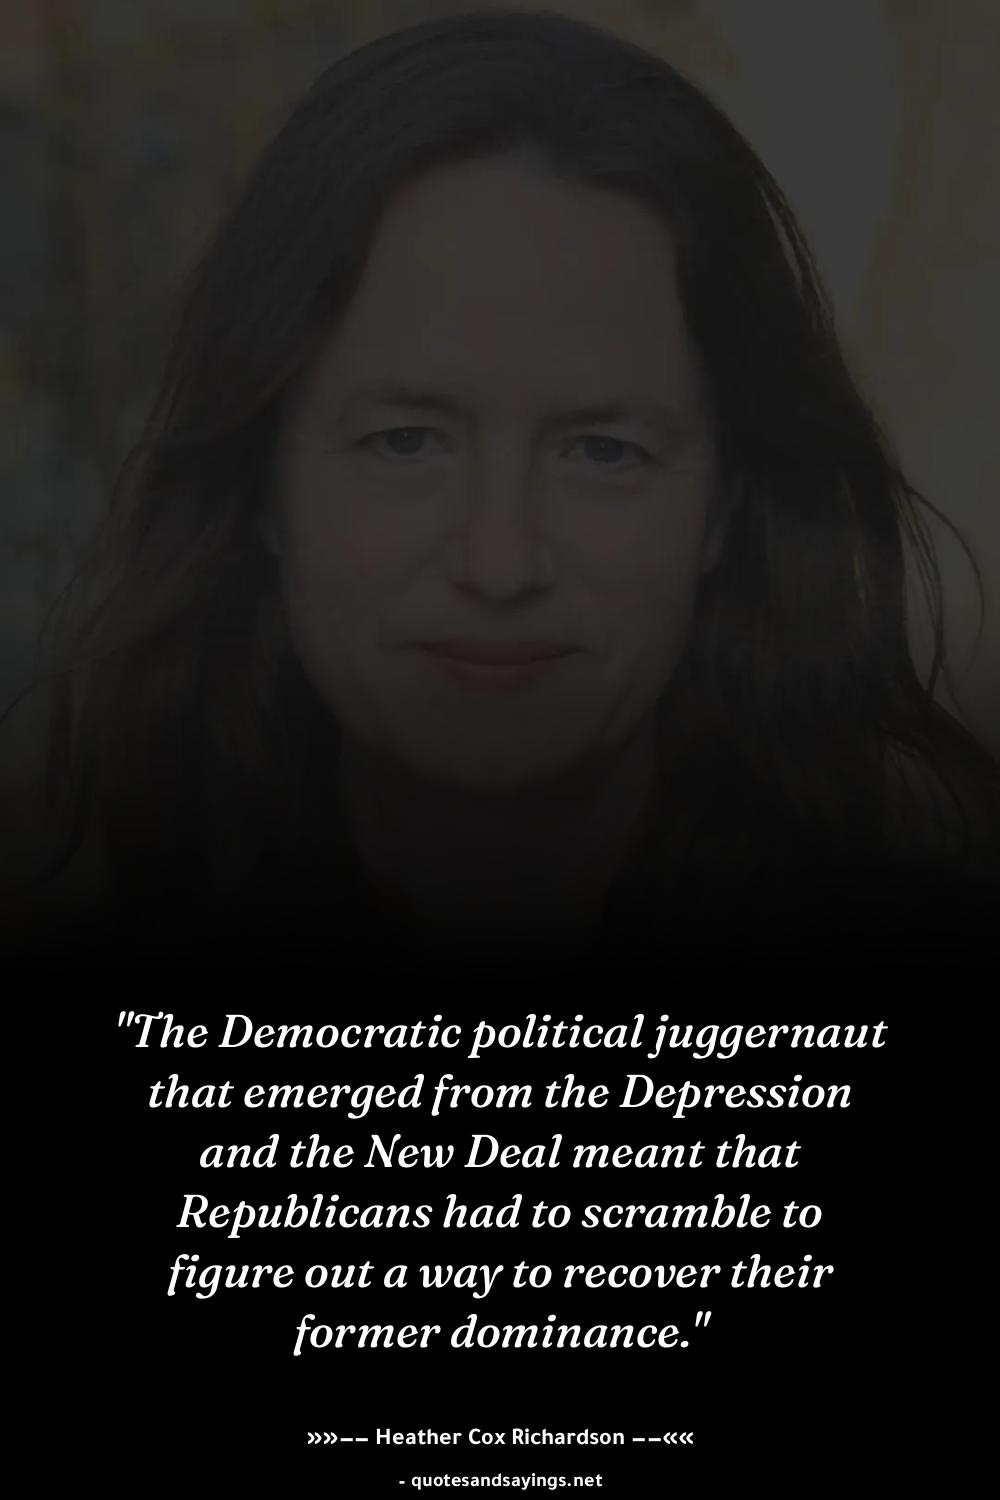 "The Democratic political juggernaut
that emerged from the Depression
and the New Deal meant that
Republicans had to scramble to
figure out a way to recover their
former dominance."
»»−− Heather Cox Richardson −−««
- quotesandsayings.net